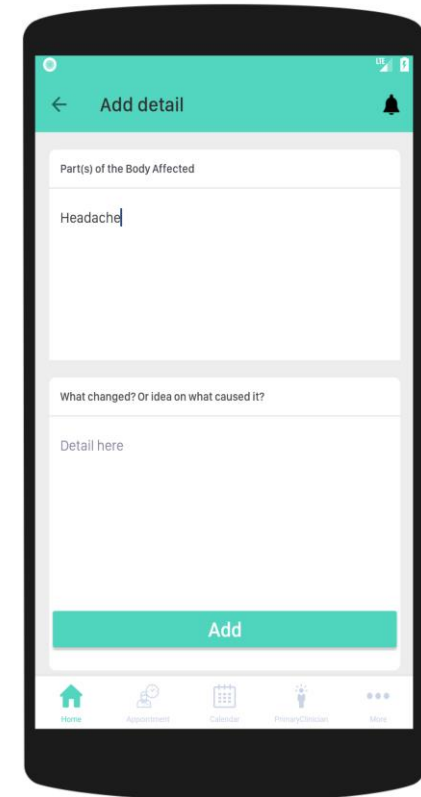 LTE
Add detail
Part(s) of the Body Affected
Headache
What changed? Or idea on what caused it?
Detail here
Add
Home Appointment Calendar PrimaryClinician More